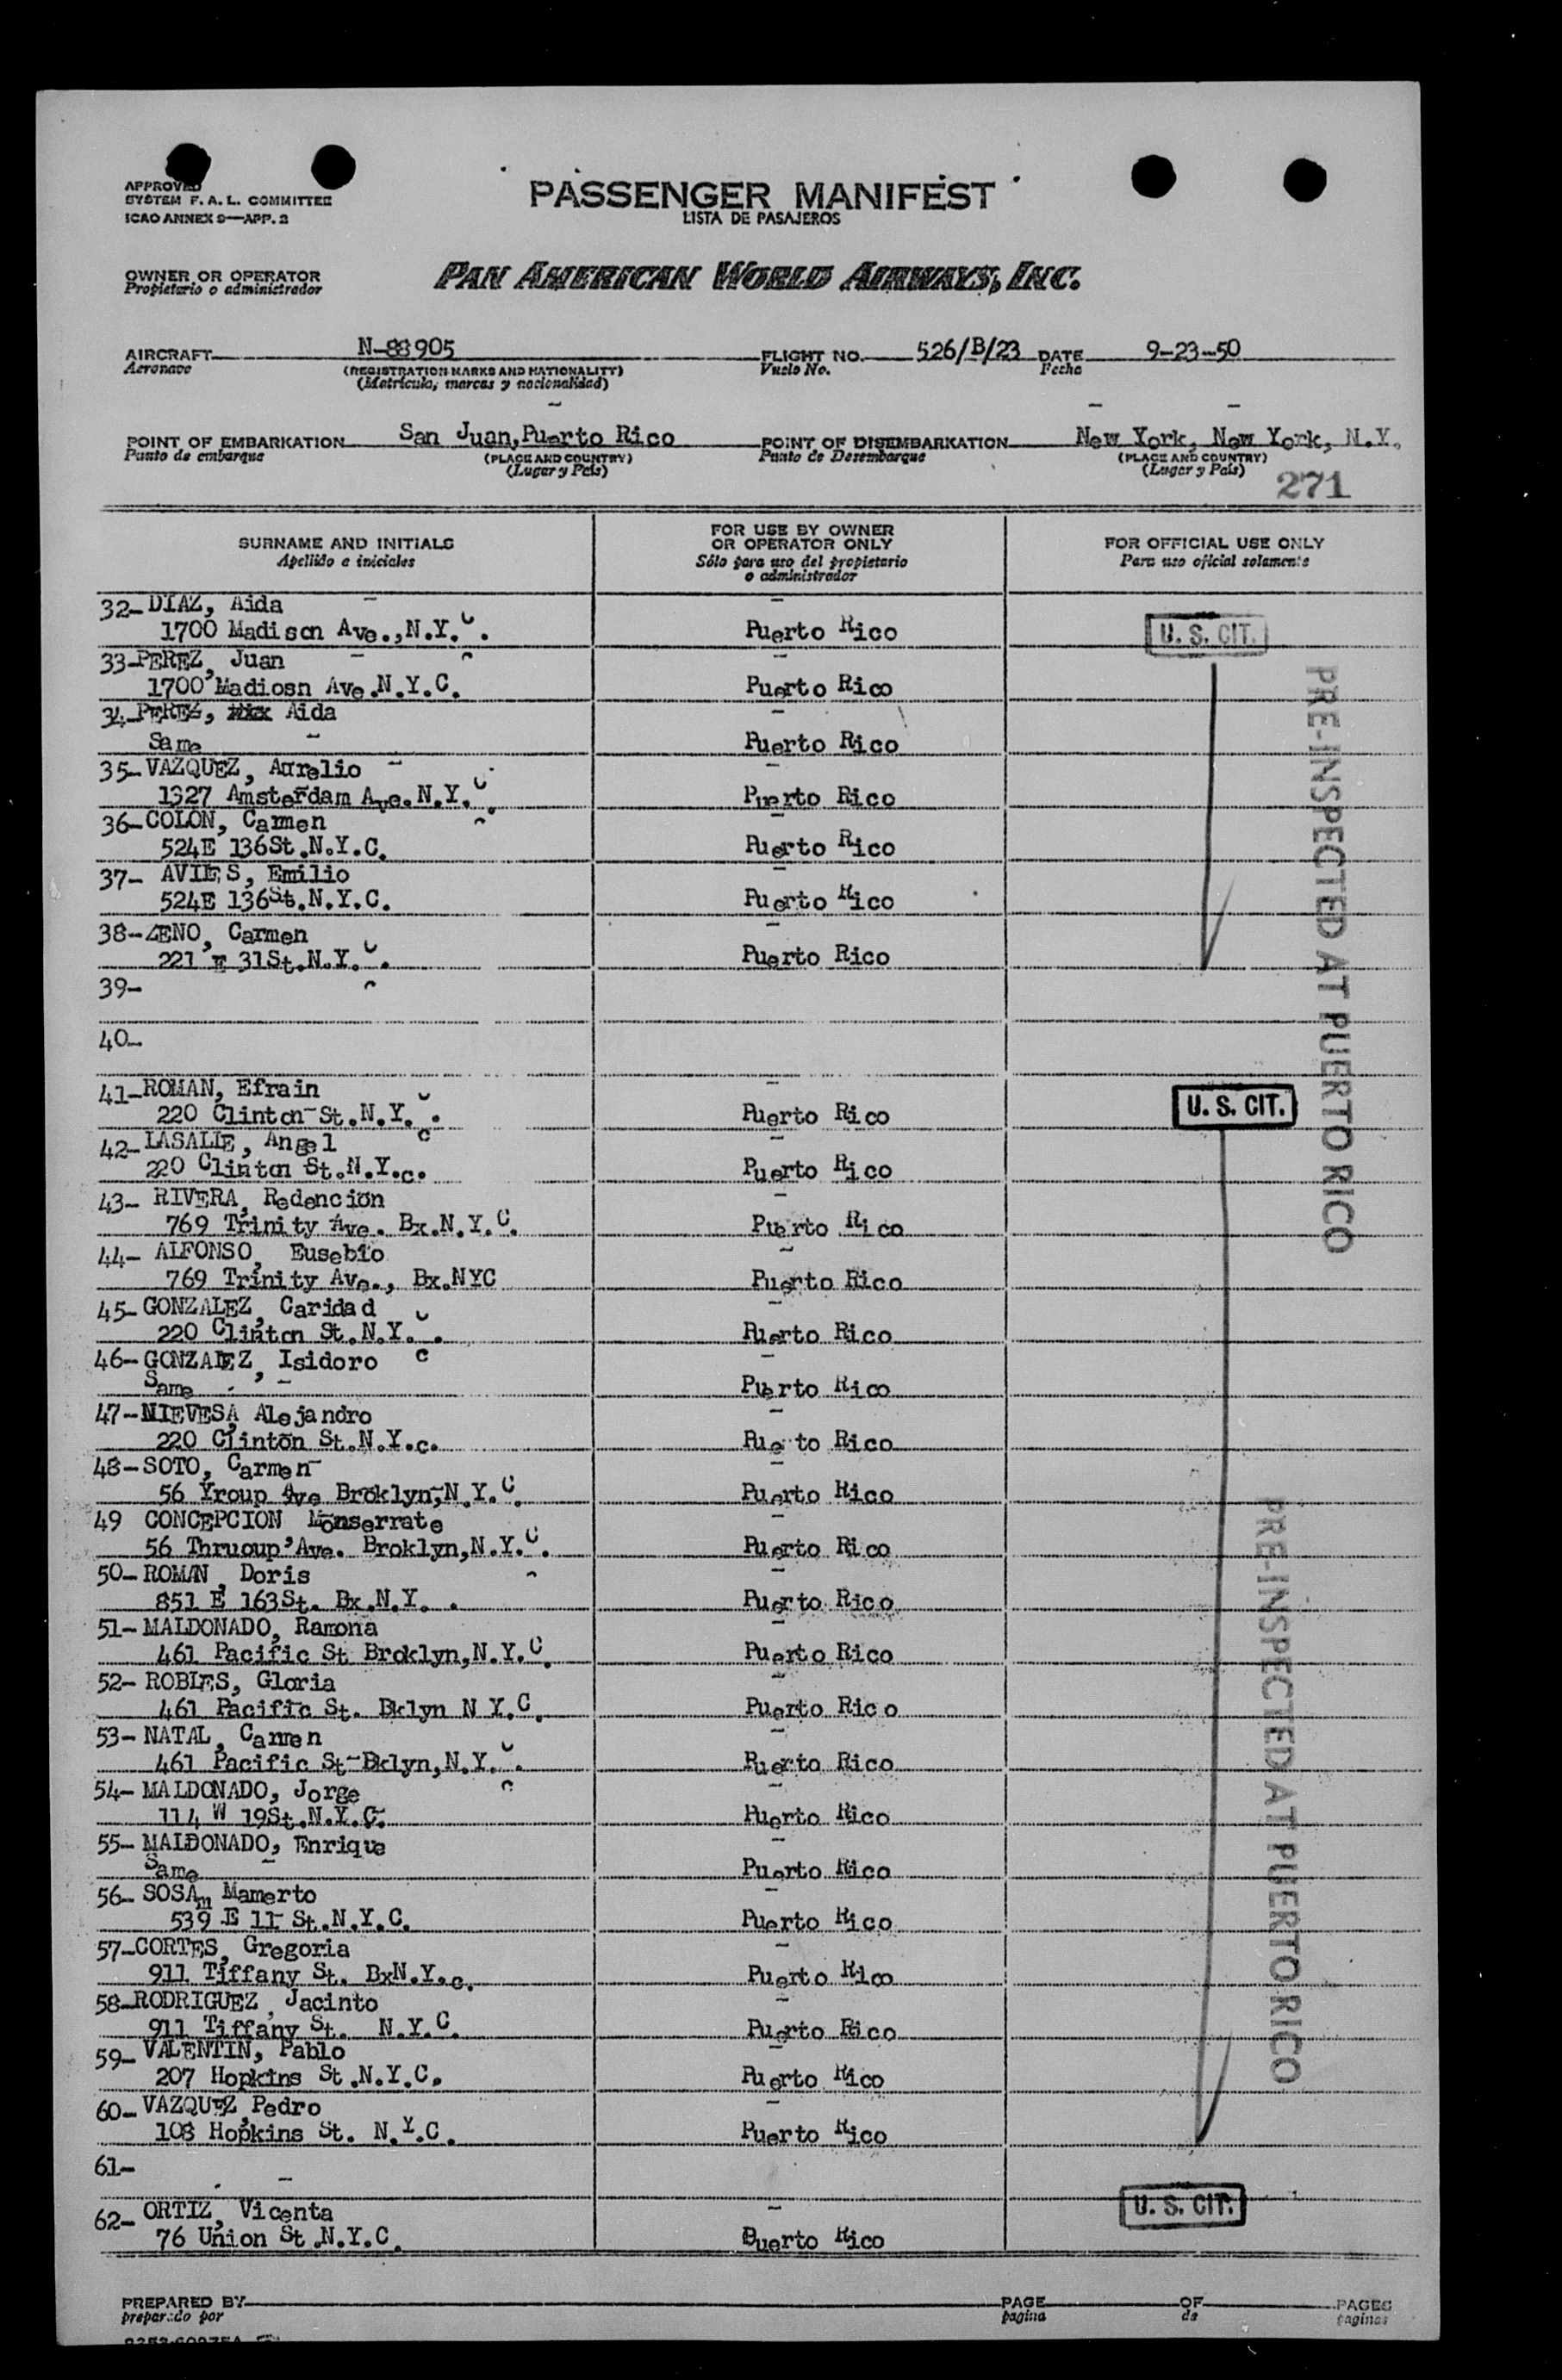 APPROVED
SYSTEM F. A. L. COMMITTEE
ICAO ANNEX 9—APP. 2
PASSENGER MANIFEST
LISTA DE PASAJEROS
OWNER OR OPERATOR
Propietario o administrador
PAN AMERICAN WORLD AIRWAYS, INC.
AIRCRAFT N-88905 FLIGHT NO. 526/B/23 DATE 9-23-50
Aeronave (REGISTRATION MARKS AND NATIONALITY) Vuelo No. Fecha
(Matrícula, marcas y nacionalidad)
POINT OF EMBARKATION San Juan, Puerto Rico POINT OF DISEMBARKATION New York, New York, N.Y.
Punto de embarque (PLACE AND COUNTRY) Punto de Desembarque (PLACE AND COUNTRY)
(Lugar y País) (Lugar y País)
271
SURNAME AND INITIALS FOR USE BY OWNER OR OPERATOR ONLY FOR OFFICIAL USE ONLY
Apellido e iniciales Sólo para uso del propietario o administrador Para uso oficial solamente
32- DIAZ, Aida
1700 Madison Ave., N.Y.C. Puerto Rico U. S. CIT.
33-PEREZ, Juan
1700 Madiosn Ave.N.Y.C. Puerto Rico
34-PEREZ, Aida
Same Puerto Rico
35-VAZQUEZ, Aurelio
1327 Amsterdam Ave.N.Y.C. Puerto Rico
36-COLON, Carmen
524E 136St.N.Y.C. Puerto Rico
37- AVILES, Emilio
524E 136St.N.Y.C. Puerto Rico
38-ZENO, Carmen
221 E 31St.N.Y.C. Puerto Rico
39-
40-
PRE-INSPECTED AT PUERTO RICO
41-ROMAN, Efrain
220 Clinton St.N.Y.C. Puerto Rico U. S. CIT.
42-LASALLE, Angel
220 Clinton St.N.Y.C. Puerto Rico
43- RIVERA, Redencion
769 Trinity Ave. Bx.N.Y.C. Puerto Rico
44- ALFONSO, Eusebio
769 Trinity Ave., Bx.NYC Puerto Rico
45-GONZALEZ, Caridad
220 Clinton St.N.Y.C. Puerto Rico
46-GONZALEZ, Isidoro
Same Puerto Rico
47-NIEVESA Alejandro
220 Clinton St.N.Y.C. Puerto Rico
48-SOTO, Carmen
56 Yroup Ave Broklyn,N.Y.C. Puerto Rico
49 CONCEPCION Monserrate
56 Thruoup'Ave. Broklyn,N.Y.C. Puerto Rico
50-ROMAN, Doris
851 E 163St. Bx.N.Y. . Puerto Rico
51-MALDONADO, Ramona
461 Pacific St Broklyn,N.Y.C. Puerto Rico
52- ROBLES, Gloria
461 Pacific St. Bklyn N Y.C. Puerto Rico
53- NATAL, Carmen
461 Pacific St-Bklyn,N.Y.C. Puerto Rico
54- MALDONADO, Jorge
114 W 19St.N.Y.C. Puerto Rico
55- MALDONADO, Enrique
Same Puerto Rico
56- SOSAm Mamerto
539 E 11 St.N.Y.C. Puerto Rico
57-CORTES, Gregoria
911 Tiffany St. BxN.Y.C. Puerto Rico
58-RODRIGUEZ, Jacinto
911 Tiffany St. N.Y.C. Puerto Rico
59- VALENTIN, Pablo
207 Hopkins St.N.Y.C. Puerto Rico
60- VAZQUEZ, Pedro
108 Hopkins St. N.Y.C. Puerto Rico
PRE-INSPECTED AT PUERTO RICO
61-
62- ORTIZ, Vicenta
76 Union St.N.Y.C. Puerto Rico U. S. CIT.
PREPARED BY PAGE OF PAGES
preparado por página de páginas